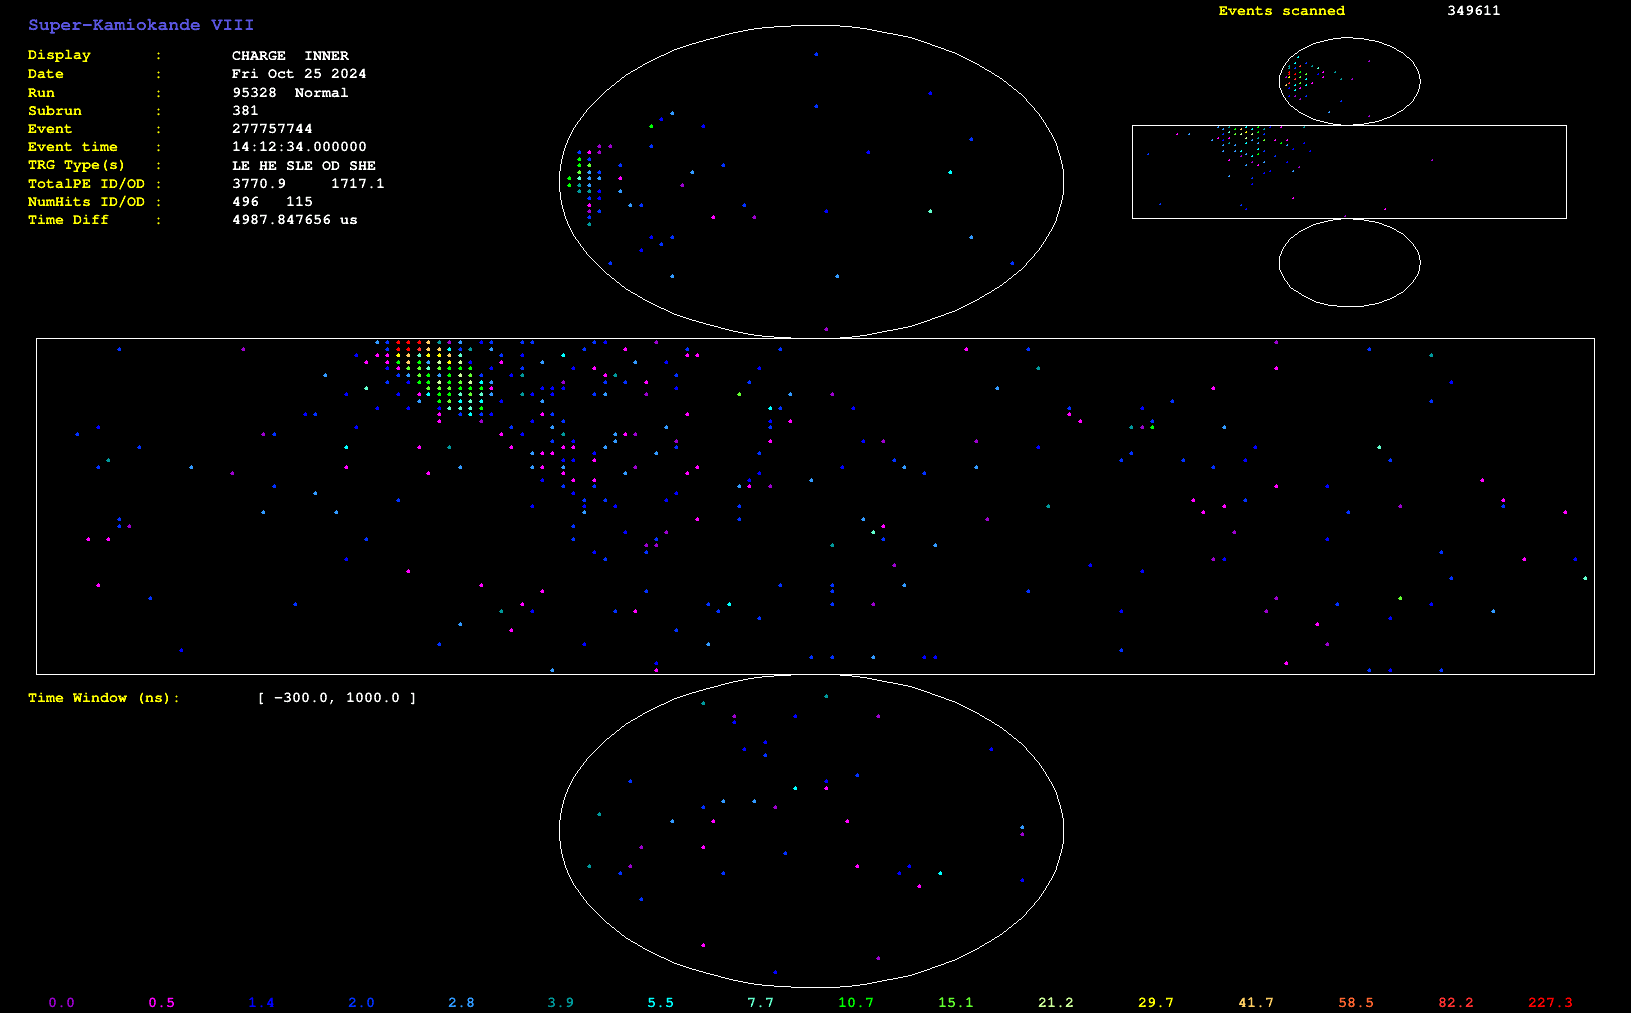 Super-Kamiokande VIII
Events scanned 349611
Display : CHARGE INNER
Date : Fri Oct 25 2024
Run : 95328 Normal
Subrun : 381
Event : 277757744
Event time : 14:12:34.000000
TRG Type(s) : LE HE SLE OD SHE
TotalPE ID/OD : 3770.9 1717.1
NumHits ID/OD : 496 115
Time Diff : 4987.847656 us
Time Window (ns): [ -300.0, 1000.0 ]
0.0 0.5 1.4 2.0 2.8 3.9 5.5 7.7 10.7 15.1 21.2 29.7 41.7 58.5 82.2 227.3